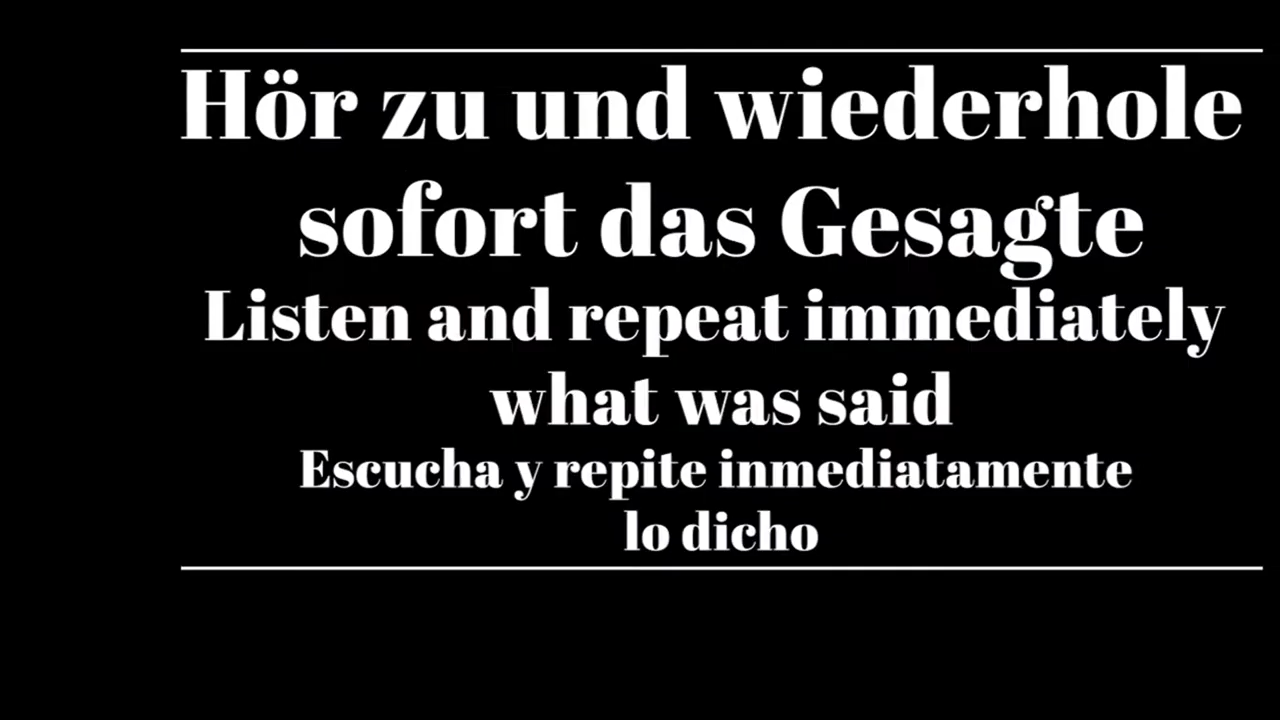 Hör zu und wiederhole
sofort das Gesagte
Listen and repeat immediately
what was said
Escucha y repite inmediatamente
lo dicho